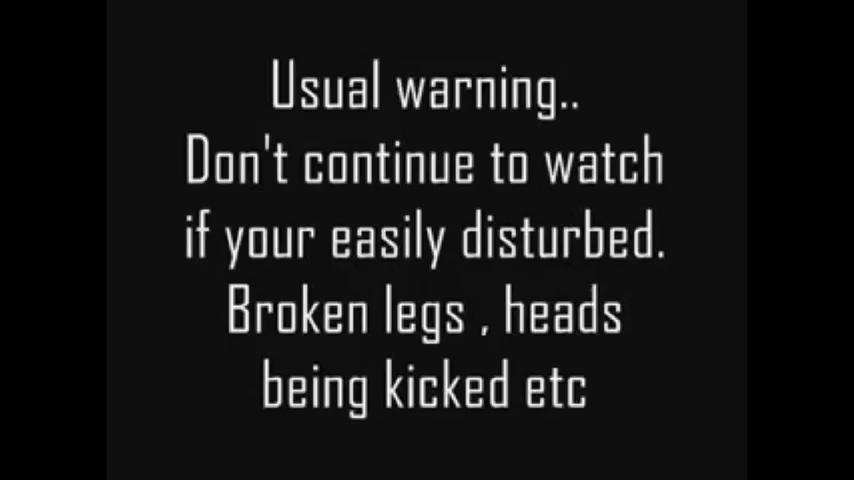 Usual warning..
Don't continue to watch
if your easily disturbed.
Broken legs , heads
being kicked etc